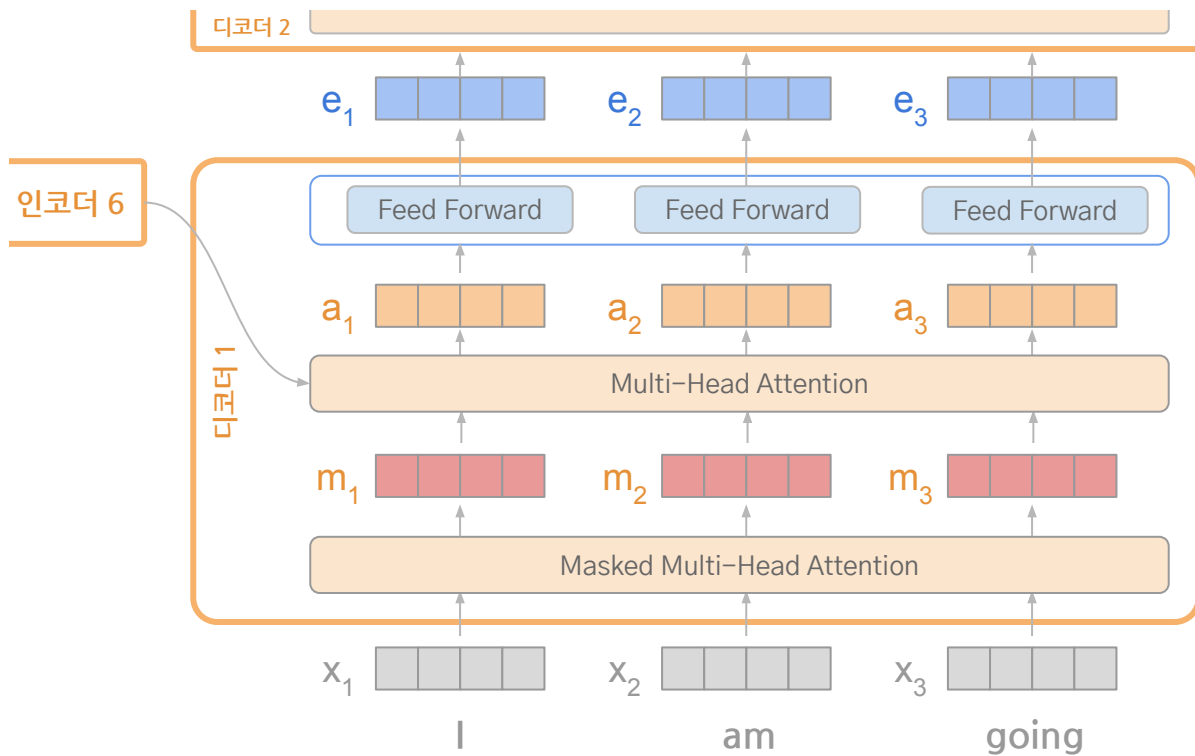 디코더 2
e1 e2 e3
인코더 6
Feed Forward Feed Forward Feed Forward
a1 a2 a3
디코더 1
Multi-Head Attention
m1 m2 m3
Masked Multi-Head Attention
x1 x2 x3
I am going